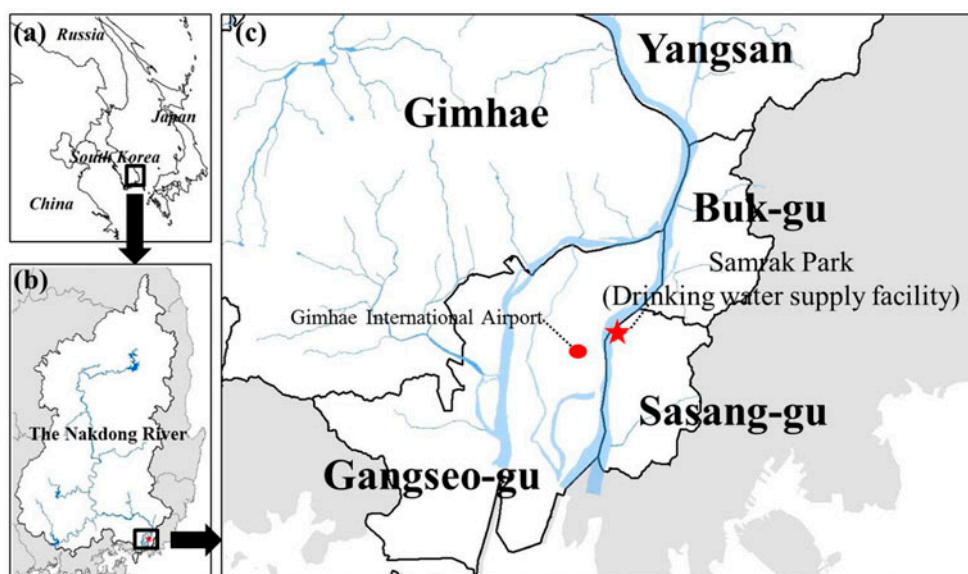 (a)
Russia
Japan
South Korea
China
(b)
The Nakdong River
(c)
Yangsan
Gimhae
Buk-gu
Samrak Park
(Drinking water supply facility)
Gimhae International Airport
Sasang-gu
Gangseo-gu